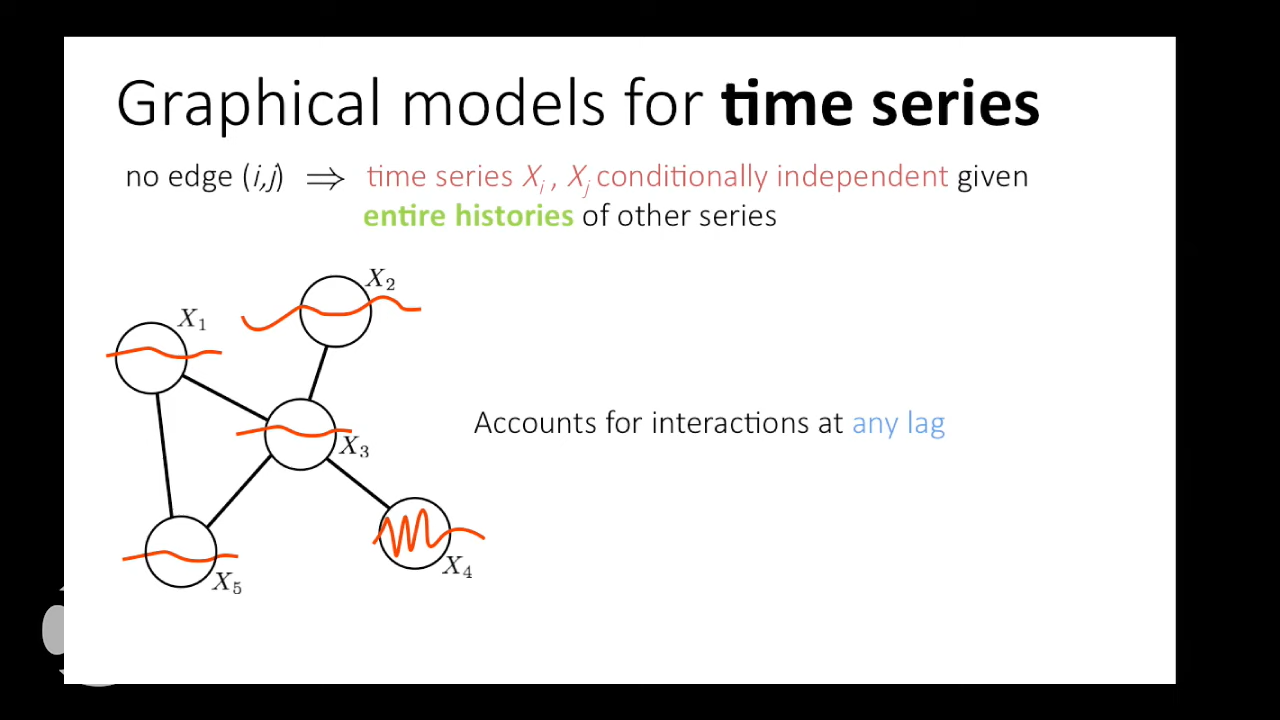 Graphical models for time series
no edge (i,j) ⇒ time series Xᵢ , Xⱼ conditionally independent given
entire histories of other series
X₂
X₁
Accounts for interactions at any lag
X₃
X₄
X₅